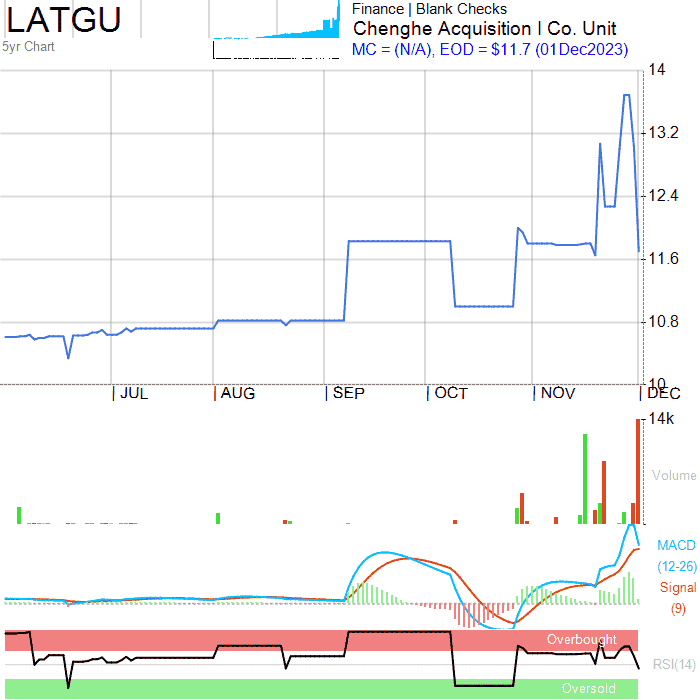 LATGU
5yr Chart
Finance | Blank Checks
Chenghe Acquisition I Co. Unit
MC = (N/A), EOD = $11.7 (01Dec2023)
14
13.2
12.4
11.6
10.8
10
JUL AUG SEP OCT NOV DEC
14k
Volume
MACD
(12-26)
Signal
(9)
Overbought
RSI(14)
Oversold